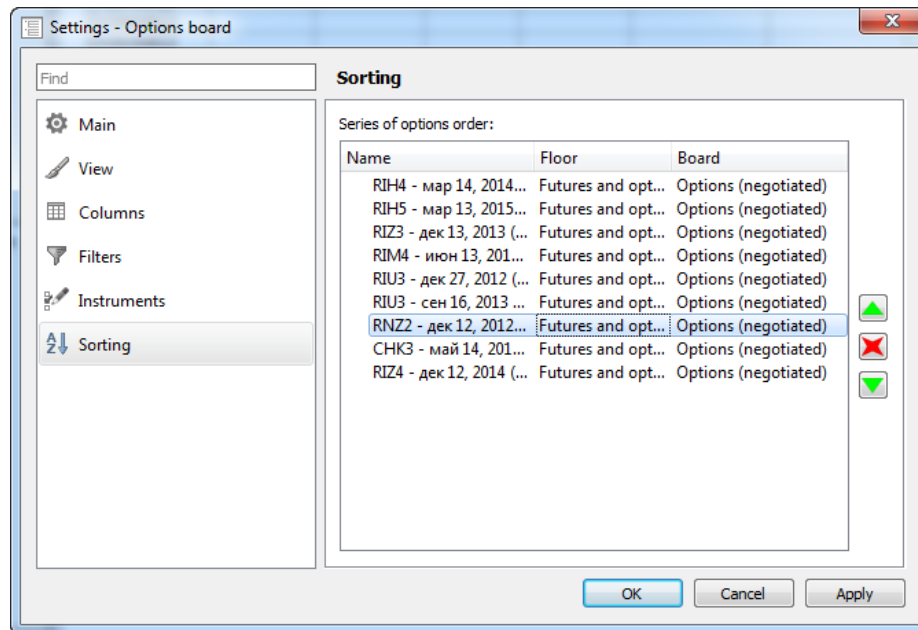 Settings - Options board
Find
Main
View
Columns
Filters
Instruments
Sorting
Sorting
Series of options order:
Name Floor Board
RIH4 - мар 14, 2014... Futures and opt... Options (negotiated)
RIH5 - мар 13, 2015... Futures and opt... Options (negotiated)
RIZ3 - дек 13, 2013 (... Futures and opt... Options (negotiated)
RIM4 - июн 13, 201... Futures and opt... Options (negotiated)
RIU3 - дек 27, 2012 (... Futures and opt... Options (negotiated)
RIU3 - сен 16, 2013 ... Futures and opt... Options (negotiated)
RNZ2 - дек 12, 2012... Futures and opt... Options (negotiated)
CHK3 - май 14, 201... Futures and opt... Options (negotiated)
RIZ4 - дек 12, 2014 (... Futures and opt... Options (negotiated)
OK Cancel Apply